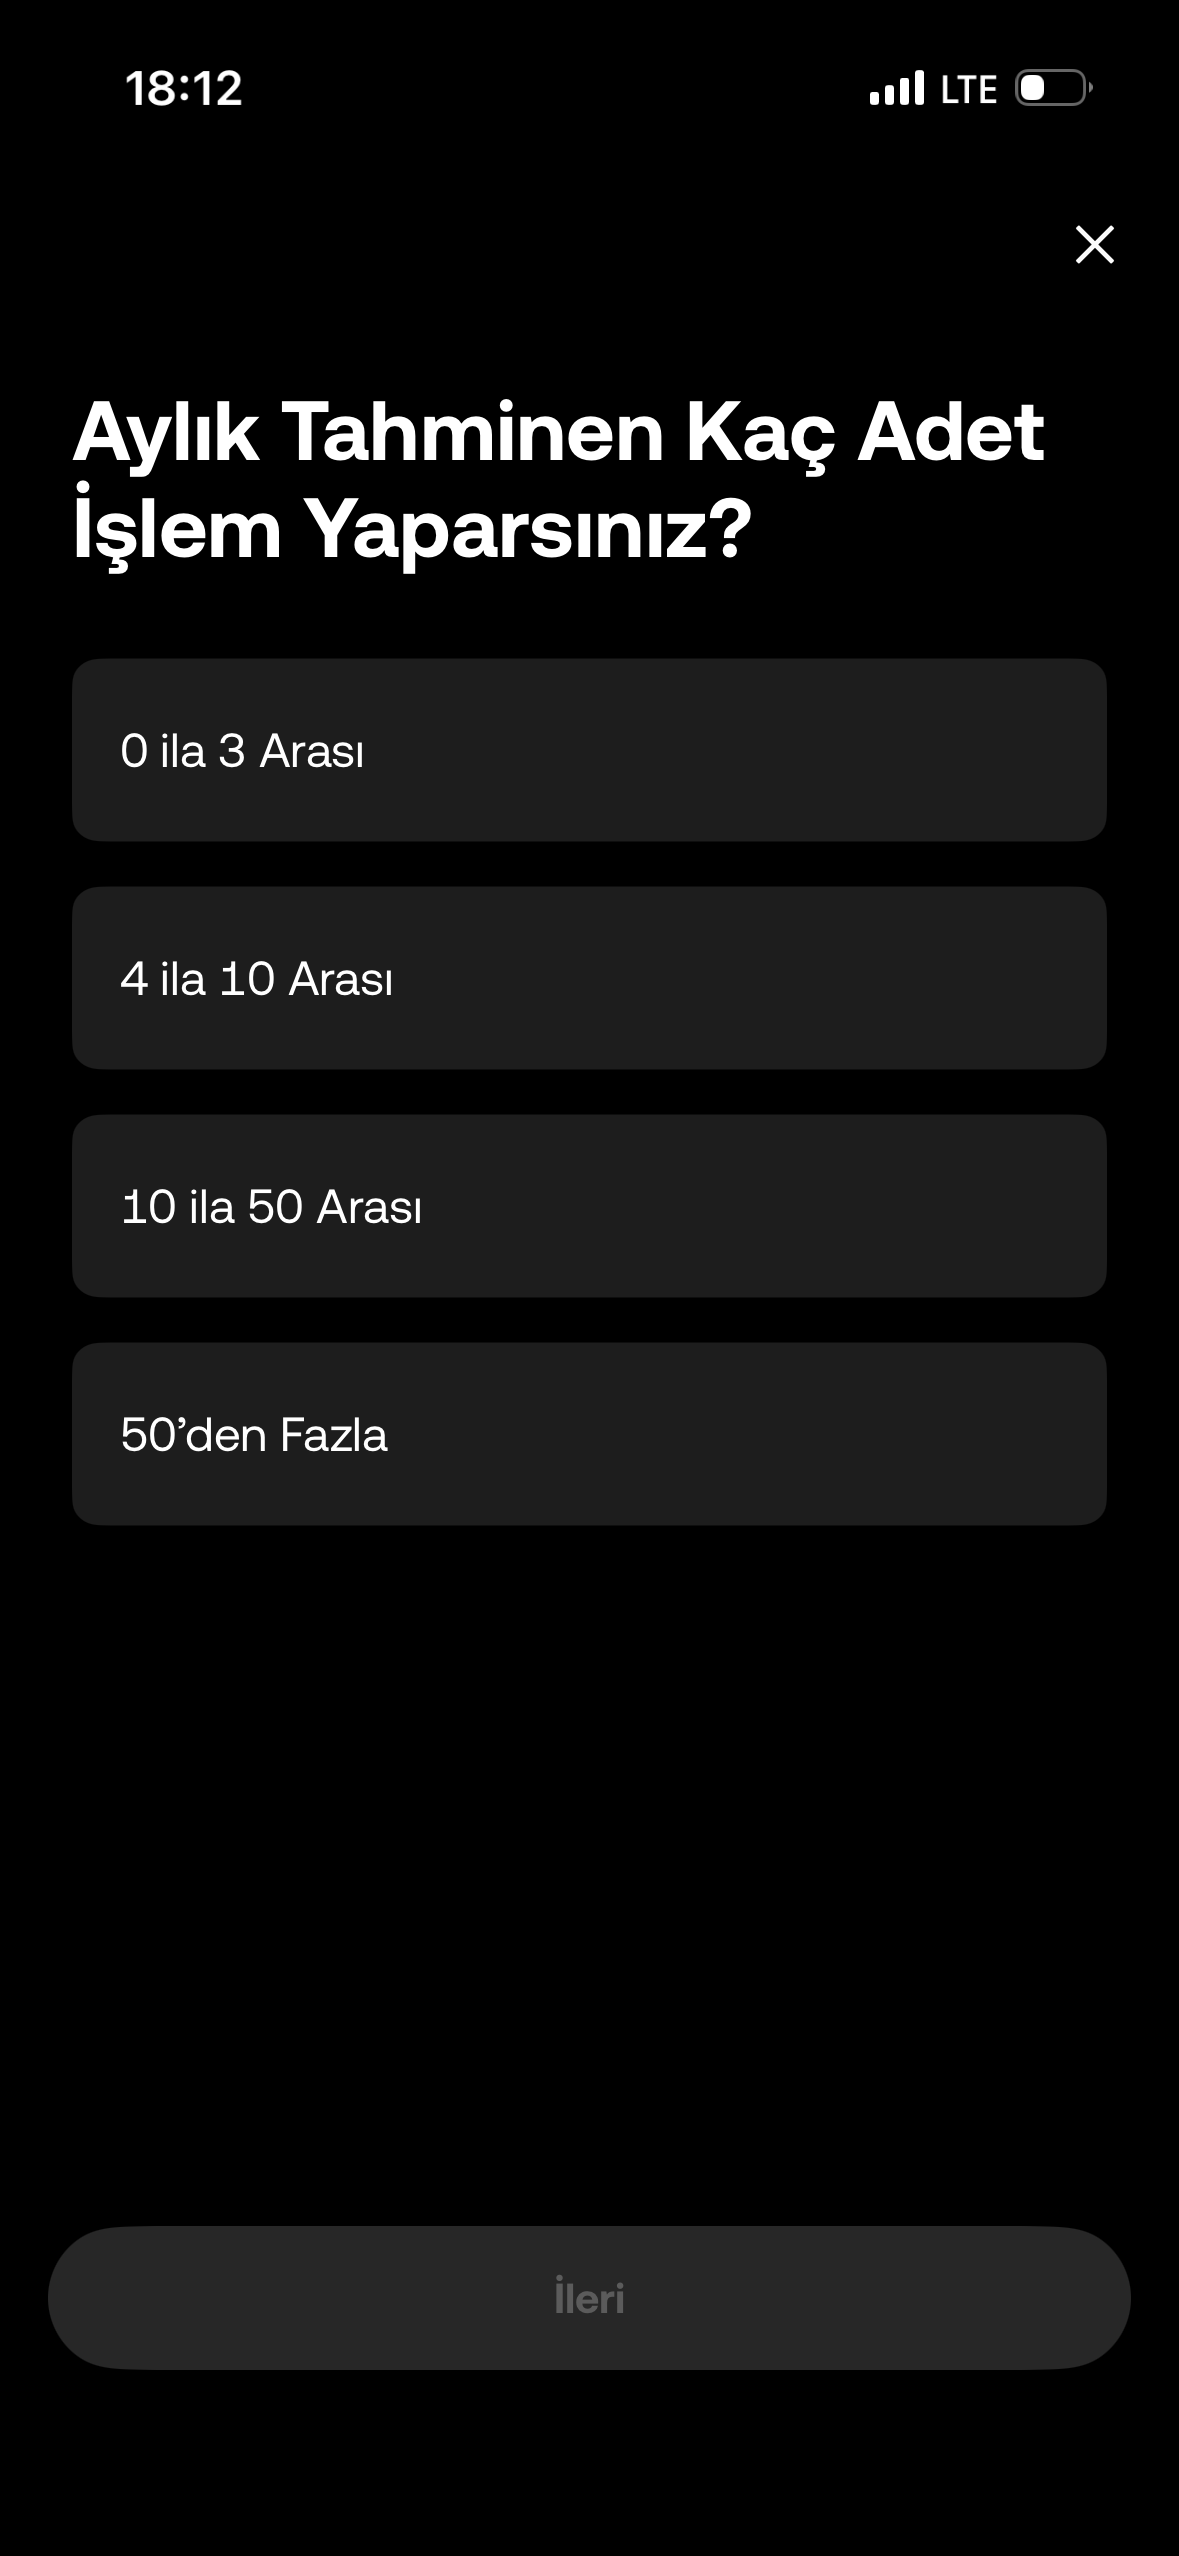 18:12
LTE
Aylık Tahminen Kaç Adet
İşlem Yaparsınız?
0 ila 3 Arası
4 ila 10 Arası
10 ila 50 Arası
50’den Fazla
İleri